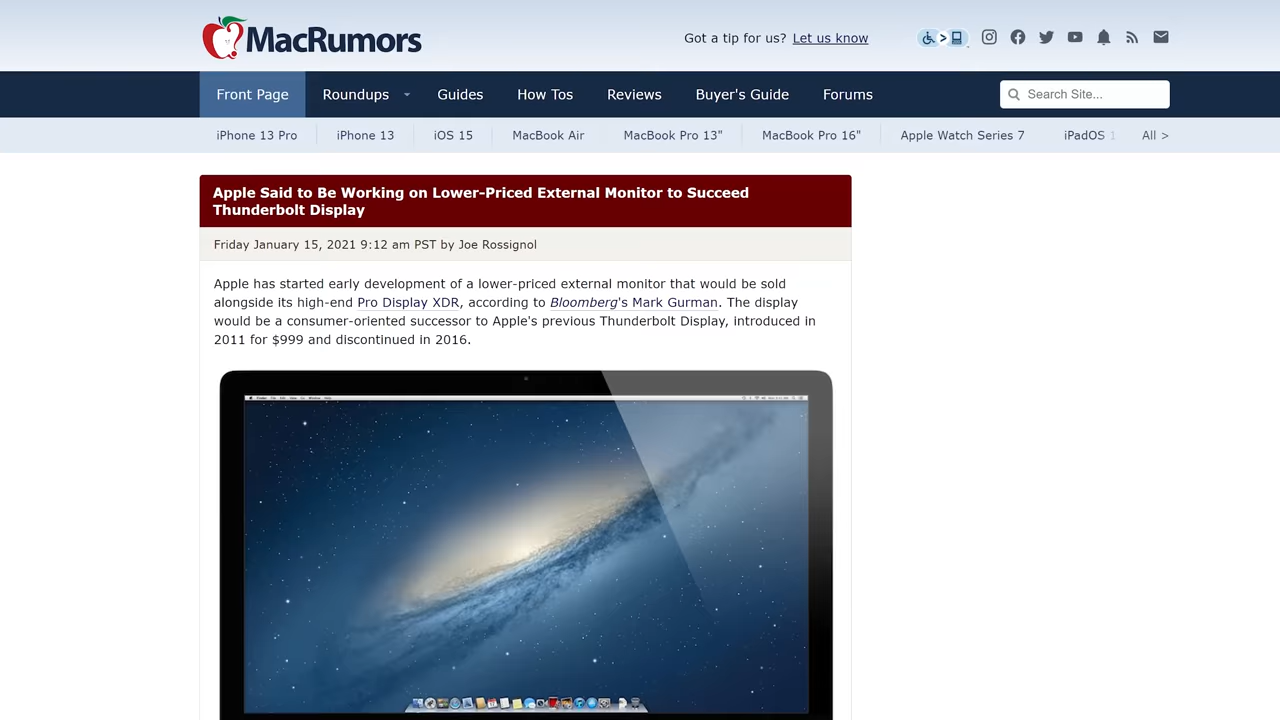 MacRumors
Got a tip for us? Let us know
Front Page Roundups Guides How Tos Reviews Buyer's Guide Forums Search Site...
iPhone 13 Pro iPhone 13 iOS 15 MacBook Air MacBook Pro 13" MacBook Pro 16" Apple Watch Series 7 iPadOS 1 All >
Apple Said to Be Working on Lower-Priced External Monitor to Succeed
Thunderbolt Display
Friday January 15, 2021 9:12 am PST by Joe Rossignol
Apple has started early development of a lower-priced external monitor that would be sold
alongside its high-end Pro Display XDR, according to Bloomberg's Mark Gurman. The display
would be a consumer-oriented successor to Apple's previous Thunderbolt Display, introduced in
2011 for $999 and discontinued in 2016.